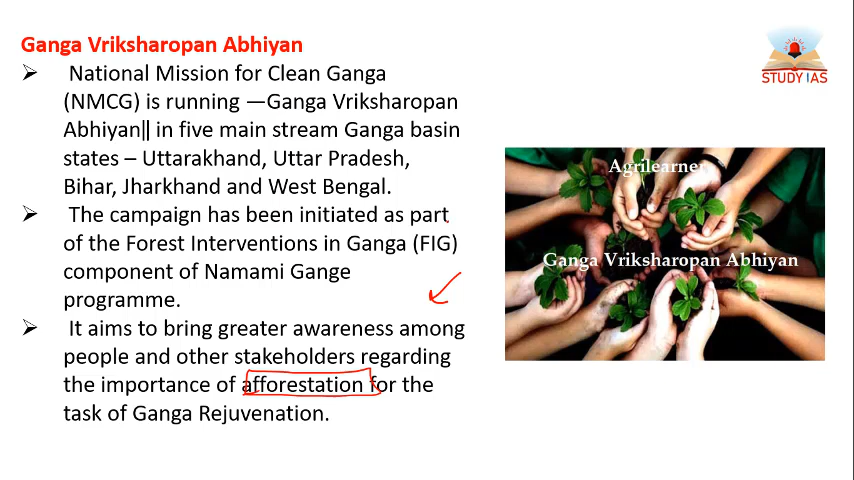 Ganga Vriksharopan Abhiyan
➢ National Mission for Clean Ganga
(NMCG) is running ―Ganga Vriksharopan
Abhiyan‖ in five main stream Ganga basin
states – Uttarakhand, Uttar Pradesh,
Bihar, Jharkhand and West Bengal.
➢ The campaign has been initiated as part
of the Forest Interventions in Ganga (FIG)
component of Namami Gange
programme.
➢ It aims to bring greater awareness among
people and other stakeholders regarding
the importance of afforestation for the
task of Ganga Rejuvenation.
STUDY IAS
Agrilearner
Ganga Vriksharopan Abhiyan